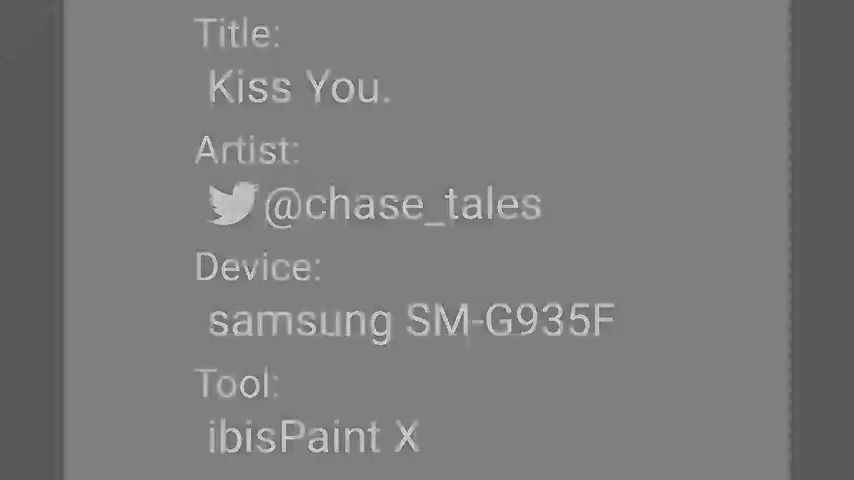 Title:
Kiss You.
Artist:
@chase_tales
Device:
samsung SM-G935F
Tool:
ibisPaint X